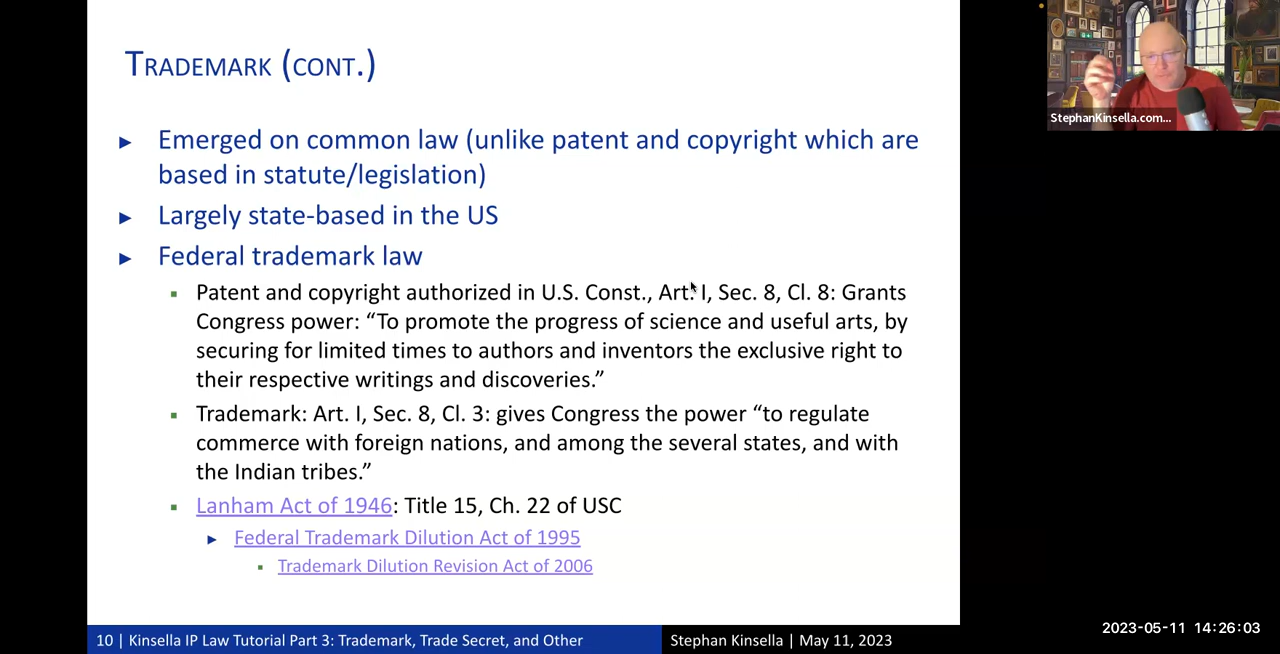 TRADEMARK (CONT.)
► Emerged on common law (unlike patent and copyright which are
based in statute/legislation)
► Largely state-based in the US
► Federal trademark law
▪ Patent and copyright authorized in U.S. Const., Art. I, Sec. 8, Cl. 8: Grants
Congress power: “To promote the progress of science and useful arts, by
securing for limited times to authors and inventors the exclusive right to
their respective writings and discoveries.”
▪ Trademark: Art. I, Sec. 8, Cl. 3: gives Congress the power “to regulate
commerce with foreign nations, and among the several states, and with
the Indian tribes.”
▪ Lanham Act of 1946: Title 15, Ch. 22 of USC
► Federal Trademark Dilution Act of 1995
▪ Trademark Dilution Revision Act of 2006
10 | Kinsella IP Law Tutorial Part 3: Trademark, Trade Secret, and Other
Stephan Kinsella | May 11, 2023
StephanKinsella.com...
2023-05-11 14:26:03